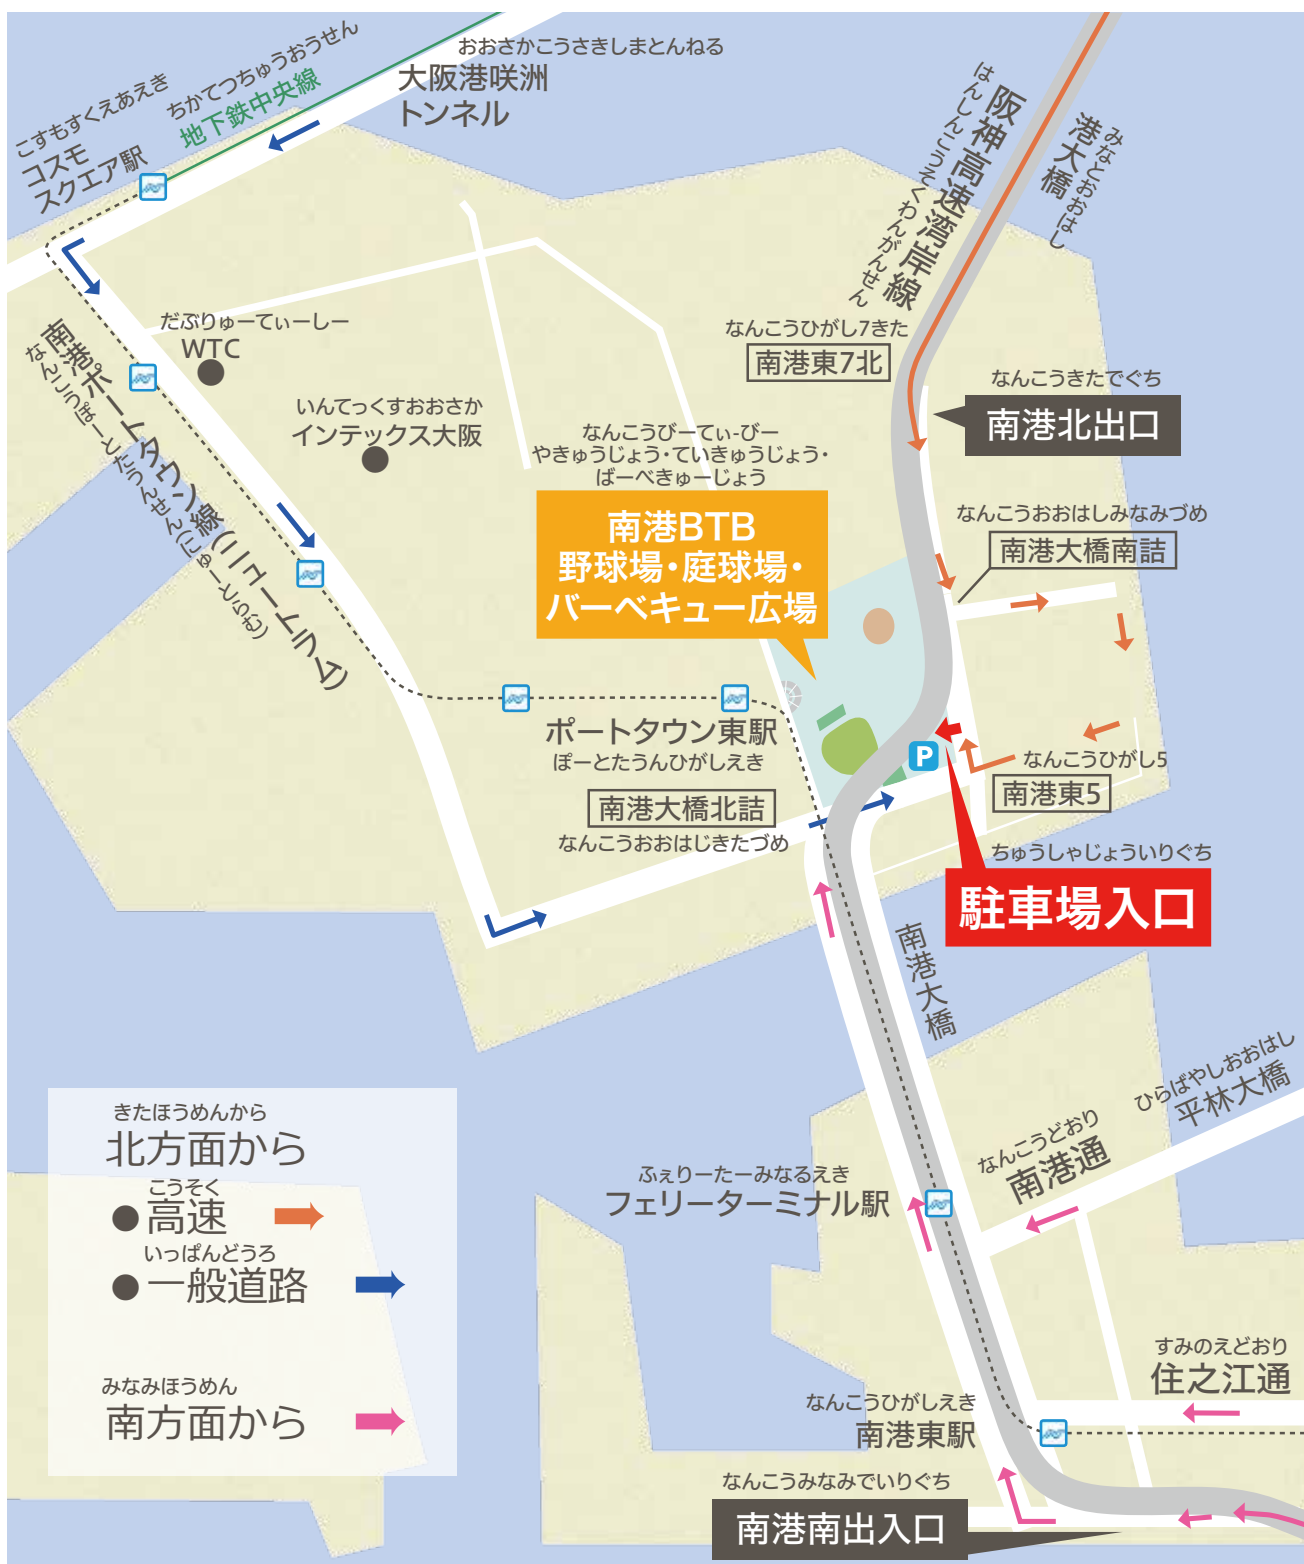 おおさかこうさきしまとんねる
大阪港咲洲
トンネル
ちかてつちゅうおうせん
地下鉄中央線
こすもすくえあえき
コスモ
スクエア駅
みなとおおはし
港大橋
阪神高速湾岸線
はんしんこうそくわんがんせん
だぶりゅーてぃーしー
WTC
なんこうひがし7きた
南港東7北
なんこうきたでぐち
南港北出口
南港ポートタウン線(ニュートラム)
なんこうぽーとたうんせん(にゅーとらむ)
いんてっくすおおさか
インテックス大阪
なんこうびーてぃ-びー
やきゅうじょう・ていきゅうじょう・
ばーべきゅーじょう
南港BTB
野球場・庭球場・
バーベキュー広場
なんこうおおはしみなみづめ
南港大橋南詰
ポートタウン東駅
ぽーとたうんひがしえき
P
なんこうひがし5
南港東5
南港大橋北詰
なんこうおおはじきたづめ
ちゅうしゃじょういりぐち
駐車場入口
南港大橋
ひらばやしおおはし
平林大橋
なんこうどおり
南港通
きたほうめんから
北方面から
こうそく
●高速
いっぱんどうろ
●一般道路
みなみほうめん
南方面から
ふぇりーたーみなるえき
フェリーターミナル駅
すみのえどおり
住之江通
なんこうひがしえき
南港東駅
なんこうみなみでいりぐち
南港南出入口